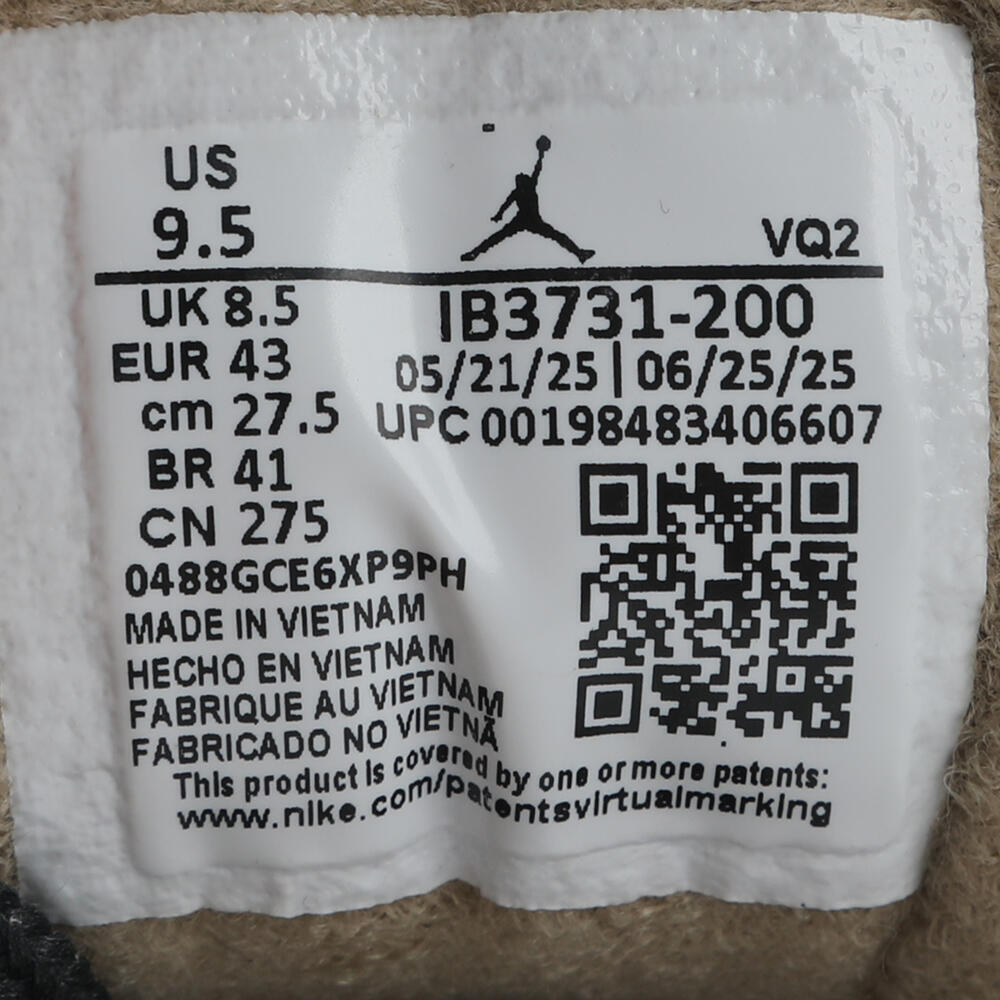 US
9.5
VQ2
UK 8.5
IB3731-200
EUR 43
05/21/25 | 06/25/25
cm 27.5
UPC 00198483406607
BR 41
CN 275
0488GCE6XP9PH
MADE IN VIETNAM
HECHO EN VIETNAM
FABRIQUE AU VIETNAM
FABRICADO NO VIETNÃ
This product is covered by one or more patents:
www.nike.com/patentsvirtualmarking